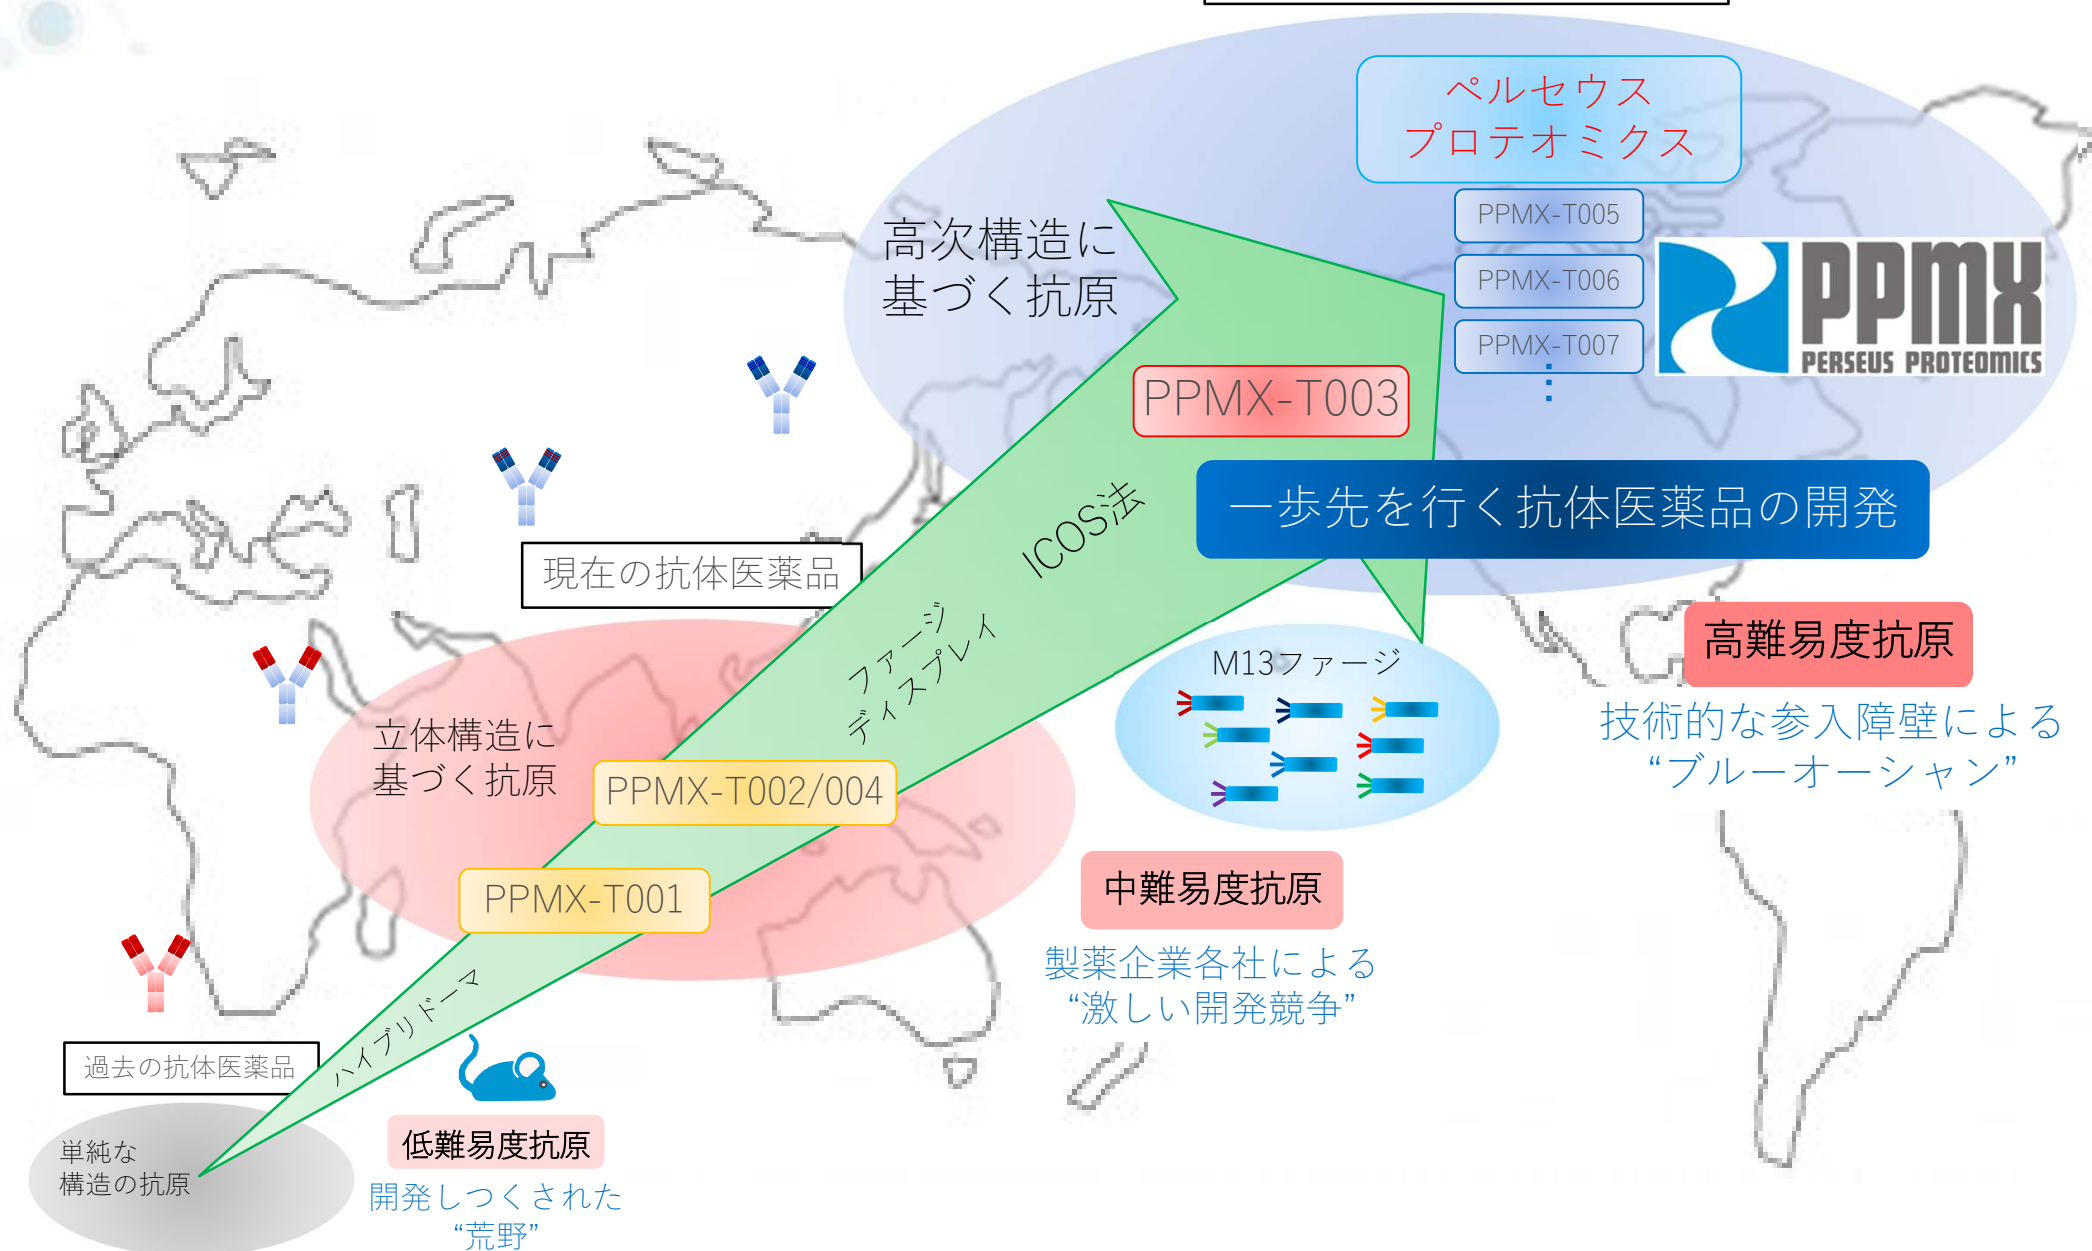 ペルセウス
プロテオミクス
PPMX-T005
PPMX-T006
PPMX-T007
PPMX
PERSEUS PROTEOMICS
高次構造に
基づく抗原
PPMX-T003
一歩先を行く抗体医薬品の開発
ICOS法
ファージ
ディスプレイ
現在の抗体医薬品
高難易度抗原
技術的な参入障壁による
“ブルーオーシャン”
M13ファージ
立体構造に
基づく抗原
PPMX-T002/004
PPMX-T001
中難易度抗原
製薬企業各社による
“激しい開発競争”
ハイブリドーマ
過去の抗体医薬品
単純な
構造の抗原
低難易度抗原
開発しつくされた
“荒野”